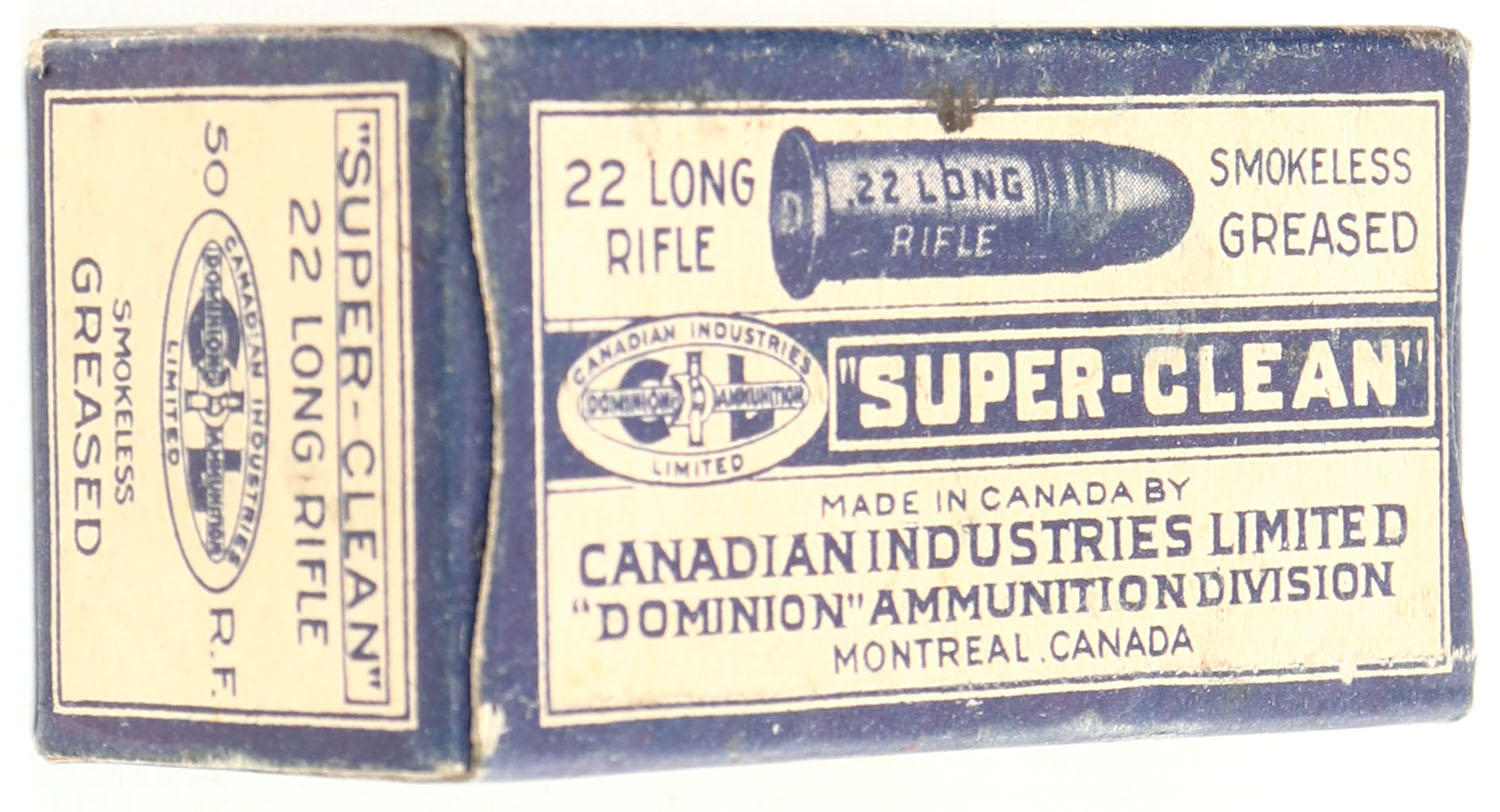 "SUPER-CLEAN"
22 LONG RIFLE
50
CANADIAN INDUSTRIES
DOMINION AMMUNITION
LIMITED
R.F.
SMOKELESS
GREASED
22 LONG
RIFLE
D
.22 LONG
RIFLE
SMOKELESS
GREASED
CANADIAN INDUSTRIES
CIL
DOMINION AMMUNITION
LIMITED
"SUPER-CLEAN"
MADE IN CANADA BY
CANADIAN INDUSTRIES LIMITED
"DOMINION" AMMUNITION DIVISION
MONTREAL . CANADA